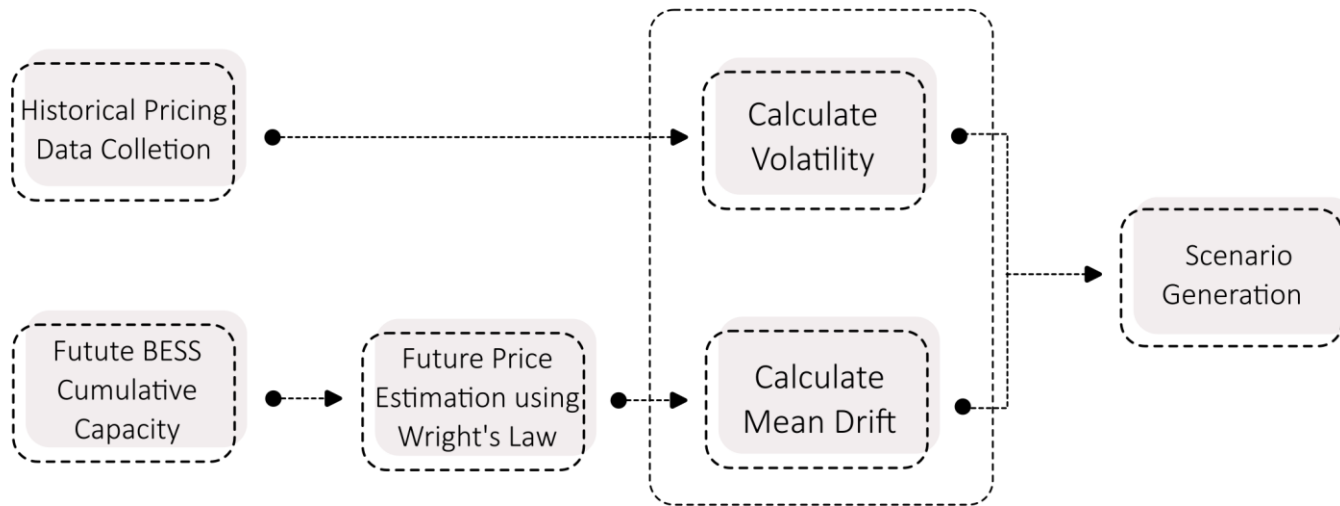 Historical Pricing
Data Colletion
Calculate
Volatility
Scenario
Generation
Futute BESS
Cumulative
Capacity
Future Price
Estimation using
Wright's Law
Calculate
Mean Drift